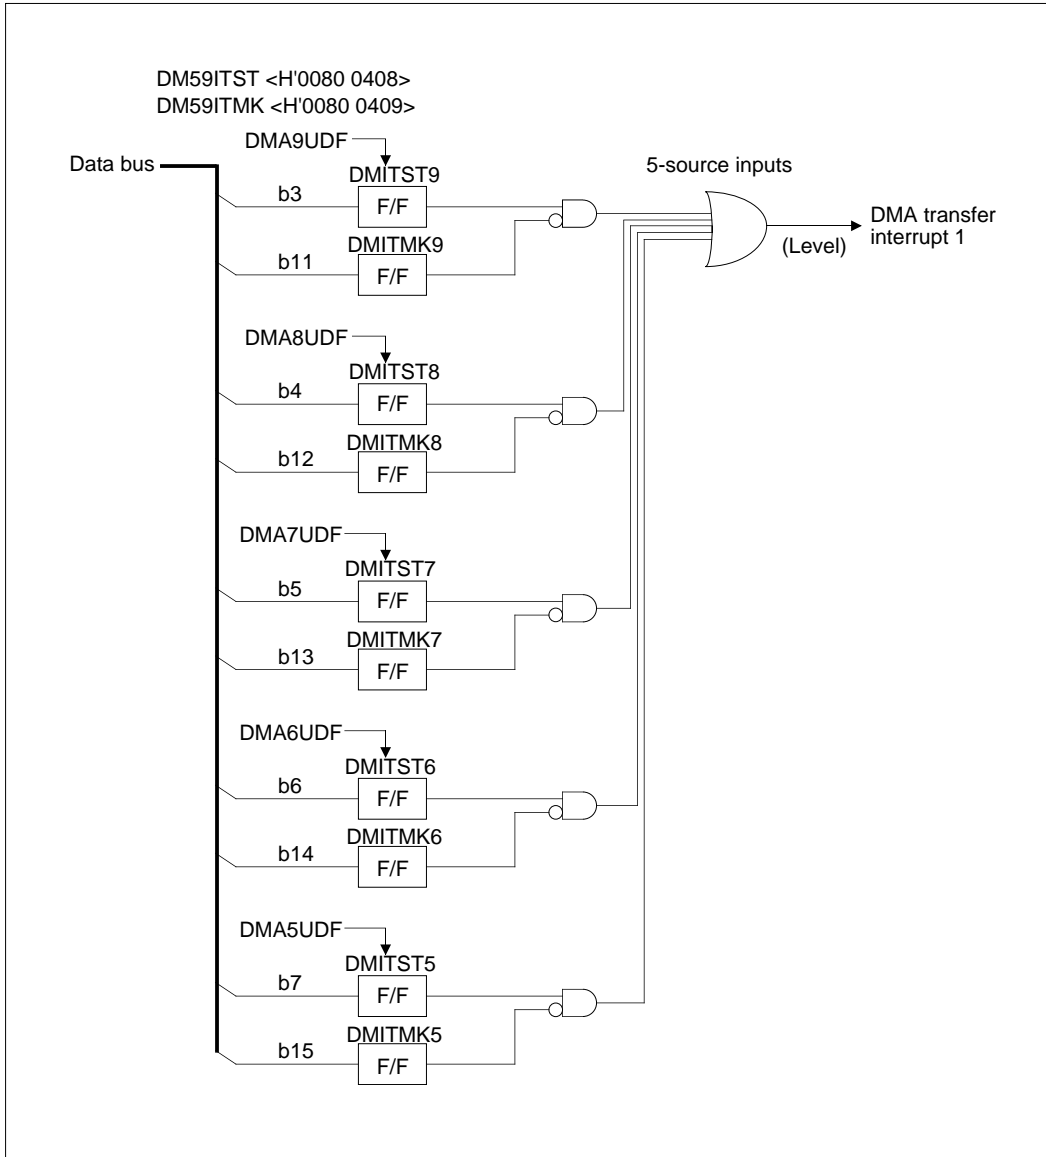 DM59ITST <H'0080 0408>
DM59ITMK <H'0080 0409>
DMA9UDF
Data bus
DMITST9
5-source inputs
b3
F/F
DMA transfer
interrupt 1
(Level)
DMITMK9
b11
F/F
DMA8UDF
DMITST8
b4
F/F
DMITMK8
b12
F/F
DMA7UDF
DMITST7
b5
F/F
DMITMK7
b13
F/F
DMA6UDF
DMITST6
b6
F/F
DMITMK6
b14
F/F
DMA5UDF
DMITST5
b7
F/F
DMITMK5
b15
F/F